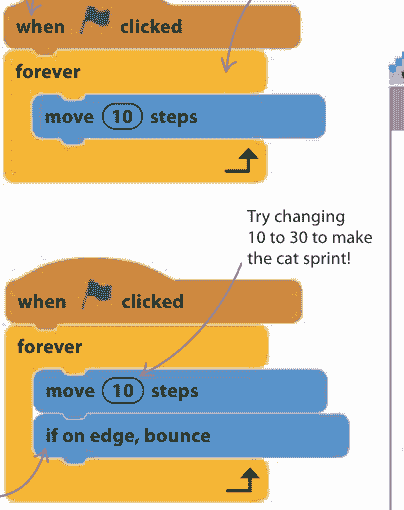 when clicked
forever
move 10 steps
Try changing
10 to 30 to make
the cat sprint!
when clicked
forever
move 10 steps
if on edge, bounce